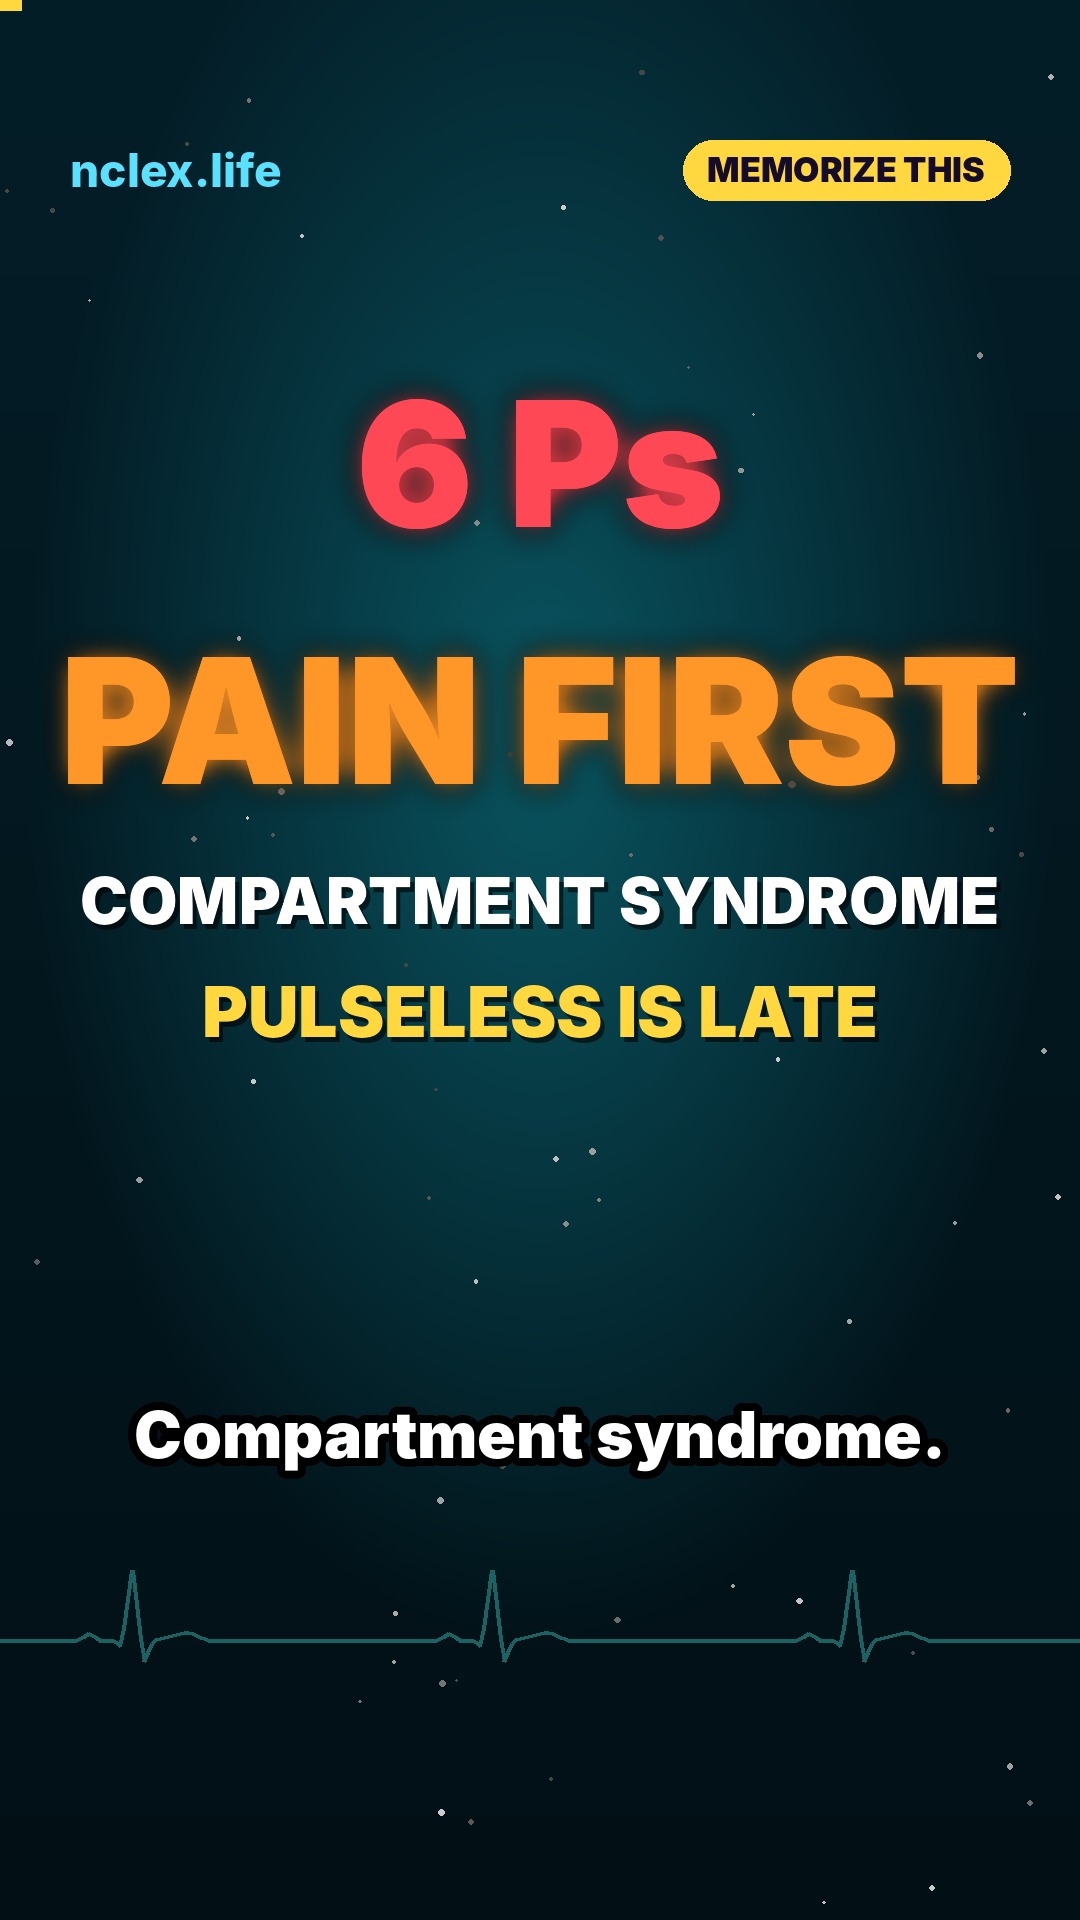 nclex.life
MEMORIZE THIS
6 Ps
PAIN FIRST
COMPARTMENT SYNDROME
PULSELESS IS LATE
Compartment syndrome.